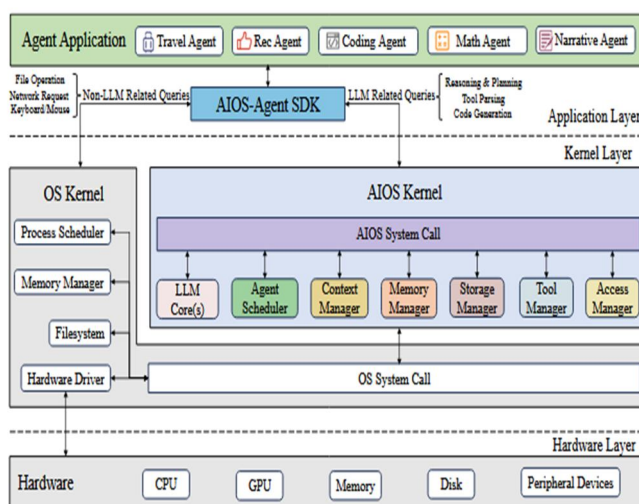 Agent Application
Travel Agent
Rec Agent
Coding Agent
Math Agent
Narrative Agent
File Operation
Network Request
Keyboard/Mouse
Non-LLM Related Queries
AIOS-Agent SDK
LLM Related Queries
Reasoning & Planning
Tool Parsing
Code Generation
Application Layer
Kernel Layer
OS Kernel
Process Scheduler
Memory Manager
Filesystem
Hardware Driver
AIOS Kernel
AIOS System Call
LLM
Core(s)
Agent
Scheduler
Context
Manager
Memory
Manager
Storage
Manager
Tool
Manager
Access
Manager
OS System Call
Hardware Layer
Hardware
CPU
GPU
Memory
Disk
Peripheral Devices